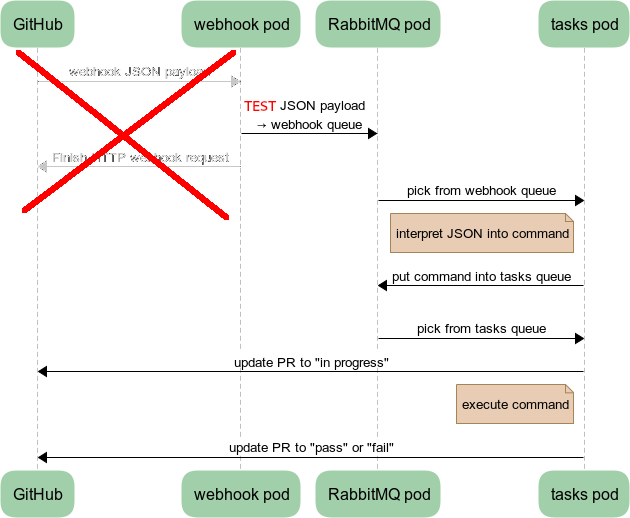 GitHub
webhook pod
RabbitMQ pod
tasks pod
webhook JSON payload
TEST JSON payload
→ webhook queue
Finish HTTP webhook request
pick from webhook queue
interpret JSON into command
put command into tasks queue
pick from tasks queue
update PR to "in progress"
execute command
update PR to "pass" or "fail"
GitHub
webhook pod
RabbitMQ pod
tasks pod